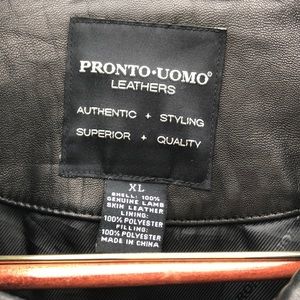 PRONTO·UOMO®
LEATHERS
AUTHENTIC + STYLING
SUPERIOR + QUALITY
XL
SHELL: 100%
GENUINE LAMB
SKIN LEATHER
LINING:
100% POLYESTER
FILLING:
100% POLYESTER
MADE IN CHINA